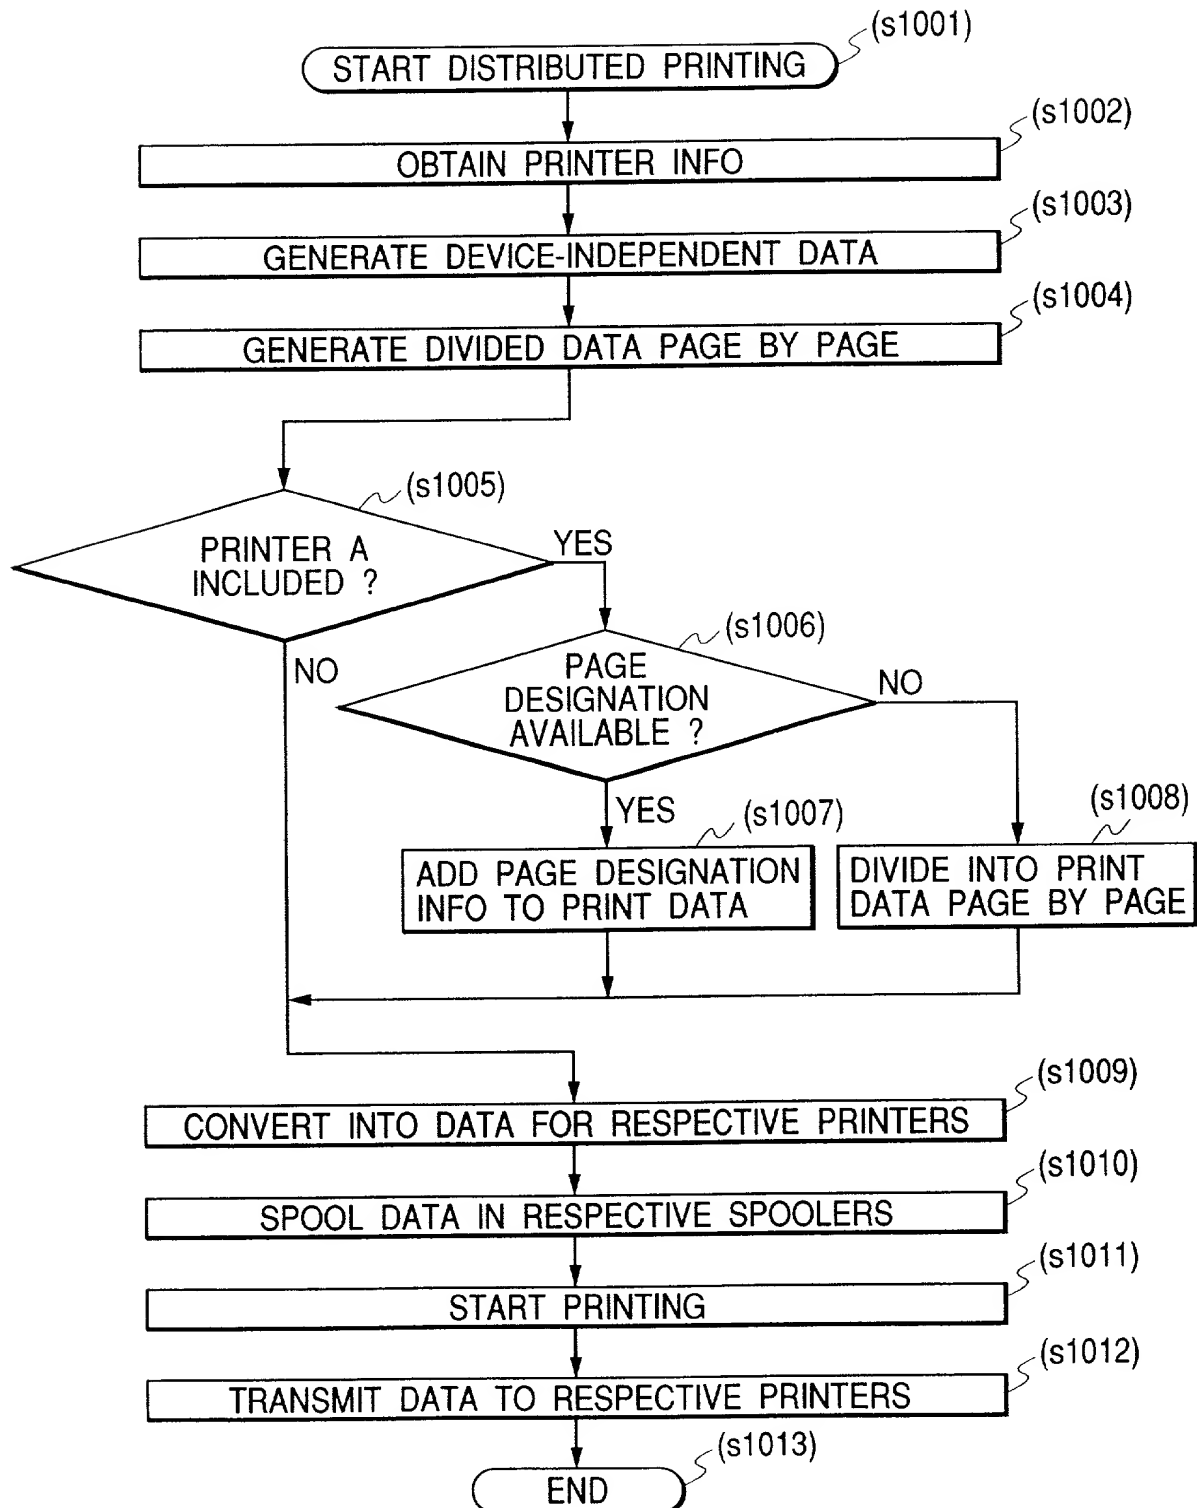 (s1001)
START DISTRIBUTED PRINTING
(s1002)
OBTAIN PRINTER INFO
(s1003)
GENERATE DEVICE-INDEPENDENT DATA
(s1004)
GENERATE DIVIDED DATA PAGE BY PAGE
(s1005)
PRINTER A
INCLUDED ?
YES
NO
(s1006)
PAGE
DESIGNATION
AVAILABLE ?
NO
YES
(s1007)
ADD PAGE DESIGNATION
INFO TO PRINT DATA
(s1008)
DIVIDE INTO PRINT
DATA PAGE BY PAGE
(s1009)
CONVERT INTO DATA FOR RESPECTIVE PRINTERS
(s1010)
SPOOL DATA IN RESPECTIVE SPOOLERS
(s1011)
START PRINTING
(s1012)
TRANSMIT DATA TO RESPECTIVE PRINTERS
(s1013)
END